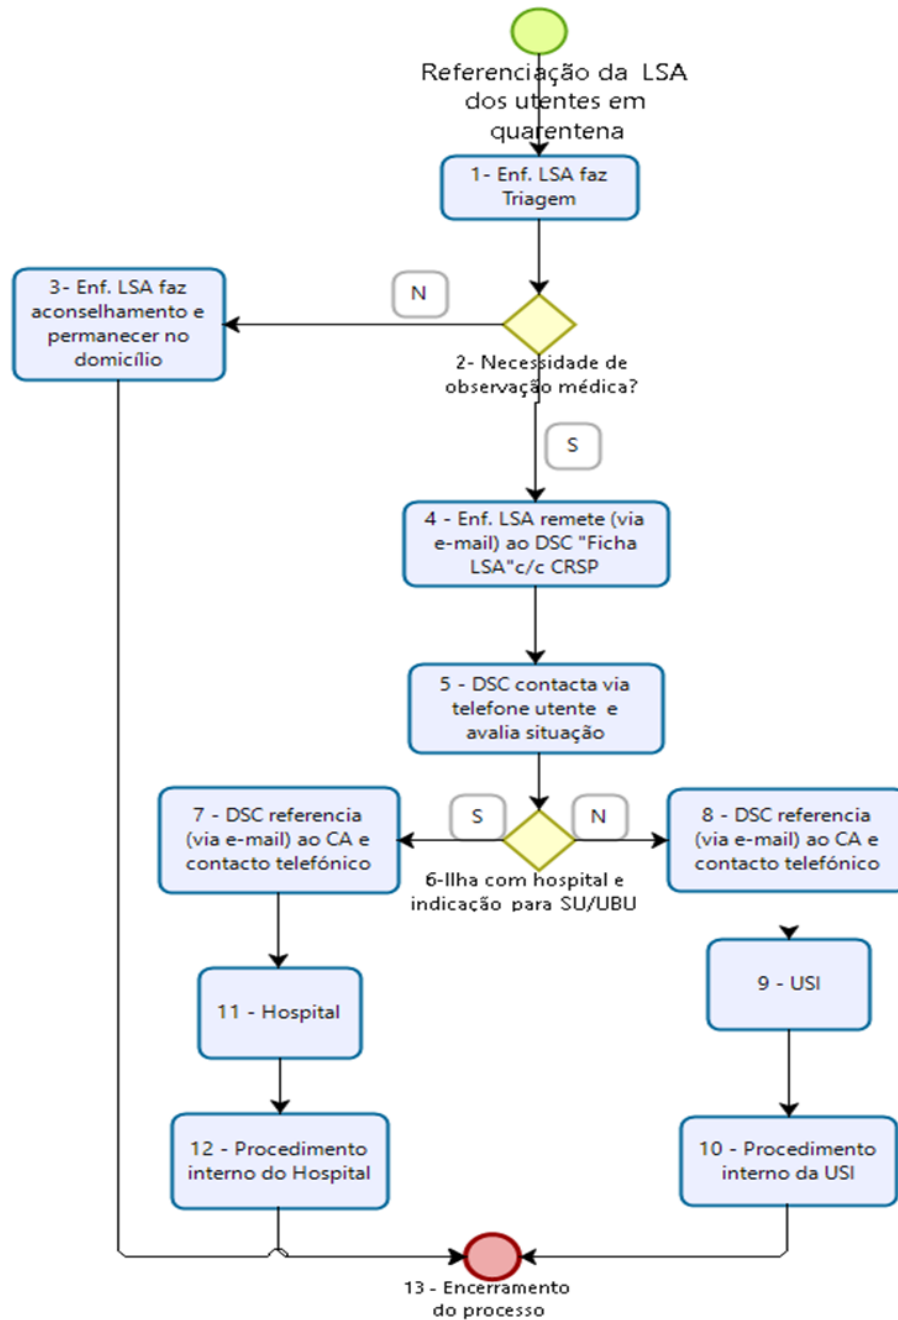 Referenciação da LSA
dos utentes em
quarentena
1- Enf. LSA faz
Triagem
N
3- Enf. LSA faz
aconselhamento e
permanecer no
domicílio
2- Necessidade de
observação médica?
S
4 - Enf. LSA remete (via
e-mail) ao DSC "Ficha
LSA"c/c CRSP
5 - DSC contacta via
telefone utente e
avalia situação
S
N
7 - DSC referencia
(via e-mail) ao CA e
contacto telefónico
8 - DSC referencia
(via e-mail) ao CA e
contacto telefónico
6-Ilha com hospital e
indicação para SU/UBU
11 - Hospital
9 - USI
12 - Procedimento
interno do Hospital
10 - Procedimento
interno da USI
13 - Encerramento
do processo